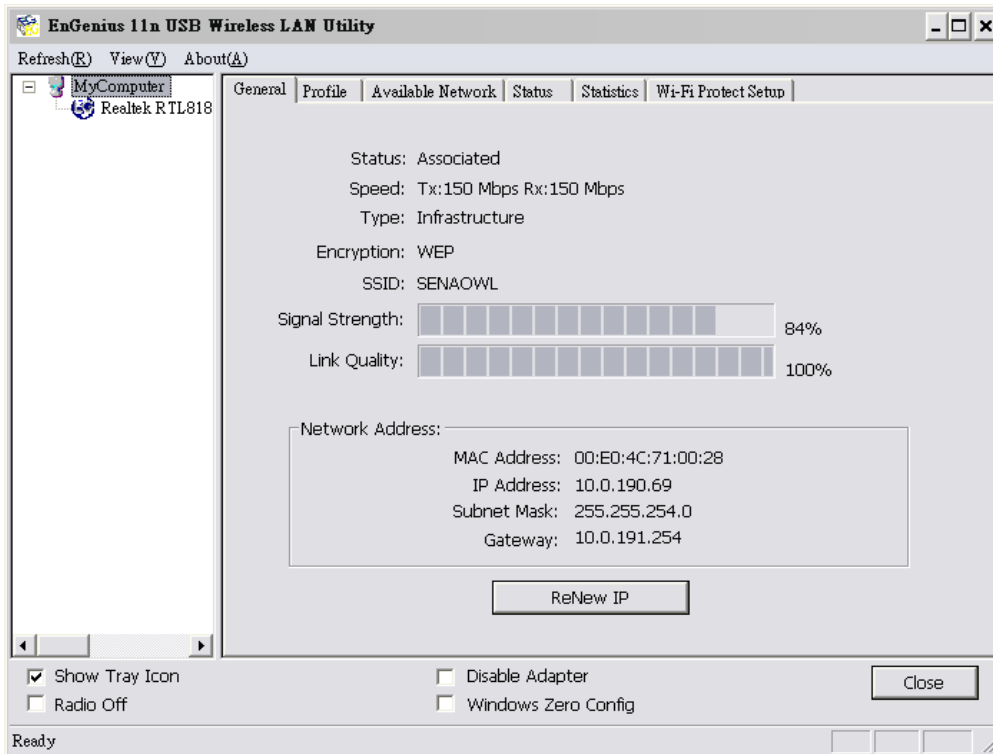 EnGenius 11n USB Wireless LAN Utility
Refresh(R) View(V) About(A)
MyComputer
Realtek RTL818
General Profile Available Network Status Statistics Wi-Fi Protect Setup
Status: Associated
Speed: Tx:150 Mbps Rx:150 Mbps
Type: Infrastructure
Encryption: WEP
SSID: SENAOWL
Signal Strength: 84%
Link Quality: 100%
Network Address:
MAC Address: 00:E0:4C:71:00:28
IP Address: 10.0.190.69
Subnet Mask: 255.255.254.0
Gateway: 10.0.191.254
ReNew IP
Show Tray Icon
Radio Off
Disable Adapter
Windows Zero Config
Close
Ready